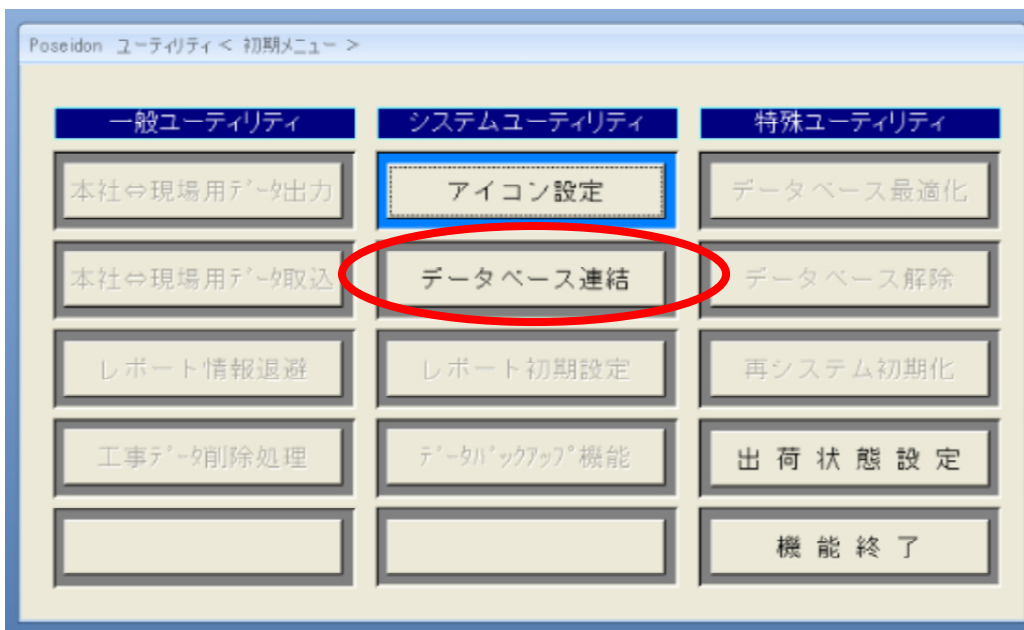 Poseidon ユーティリティ < 初期メニュー >
一般ユーティリティ
システムユーティリティ
特殊ユーティリティ
本社⇔現場用ﾃﾞｰﾀ出力
アイコン設定
データベース最適化
本社⇔現場用ﾃﾞｰﾀ取込
データベース連結
データベース解除
レポート情報退避
レポート初期設定
再システム初期化
工事ﾃﾞｰﾀ削除処理
ﾃﾞｰﾀﾊﾞｯｸｱｯﾌﾟ機能
出 荷 状 態 設 定
機 能 終 了